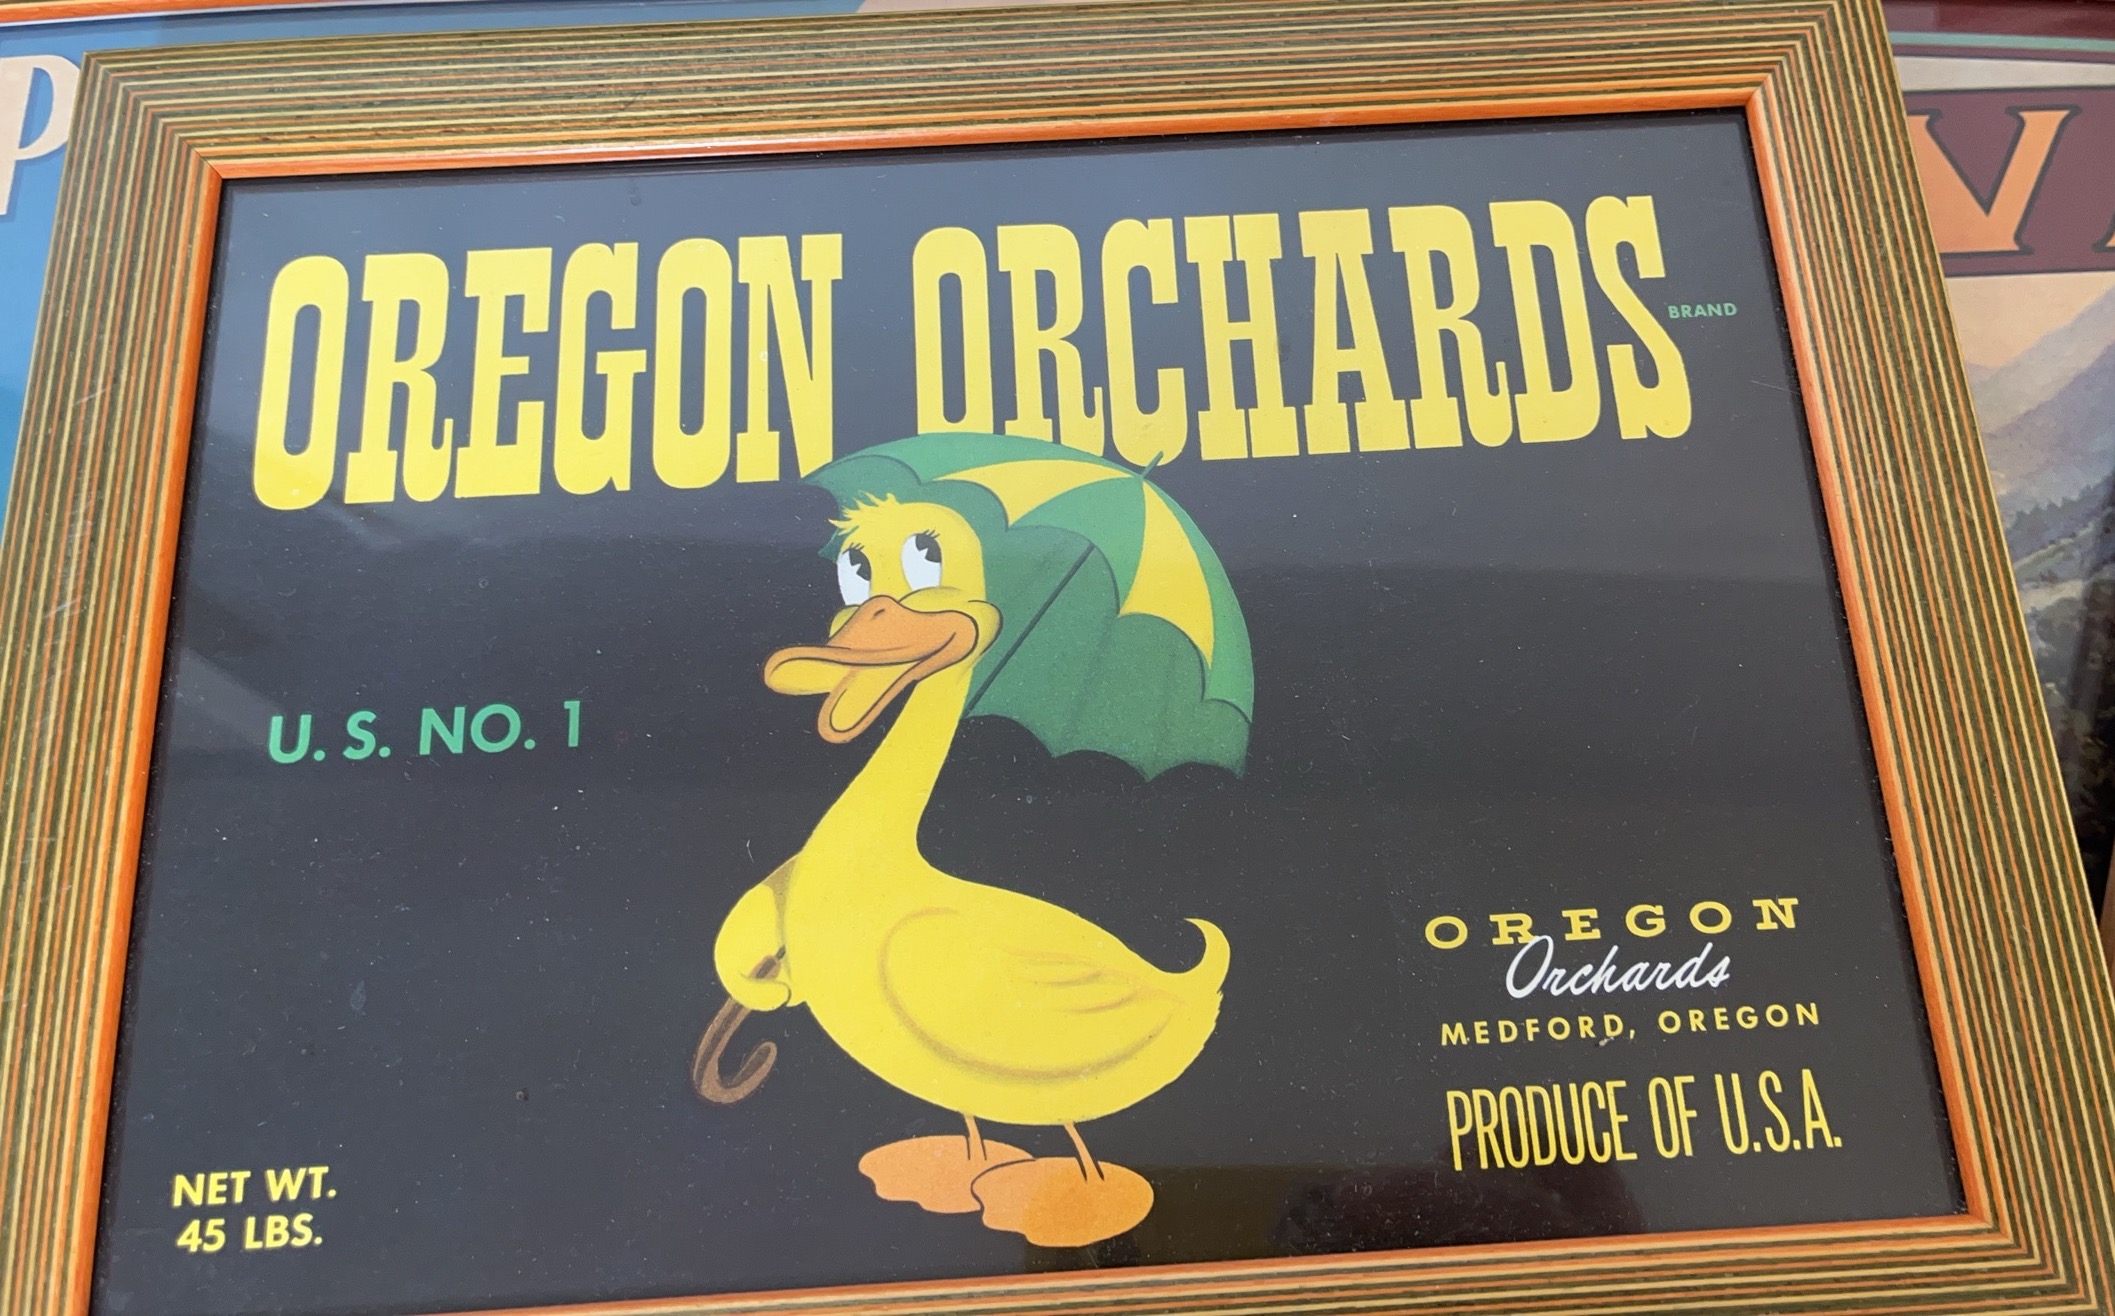 P
OREGON ORCHARDS
BRAND
V
U. S. NO. 1
OREGON
Orchards
MEDFORD, OREGON
PRODUCE OF U.S.A.
NET WT.
45 LBS.